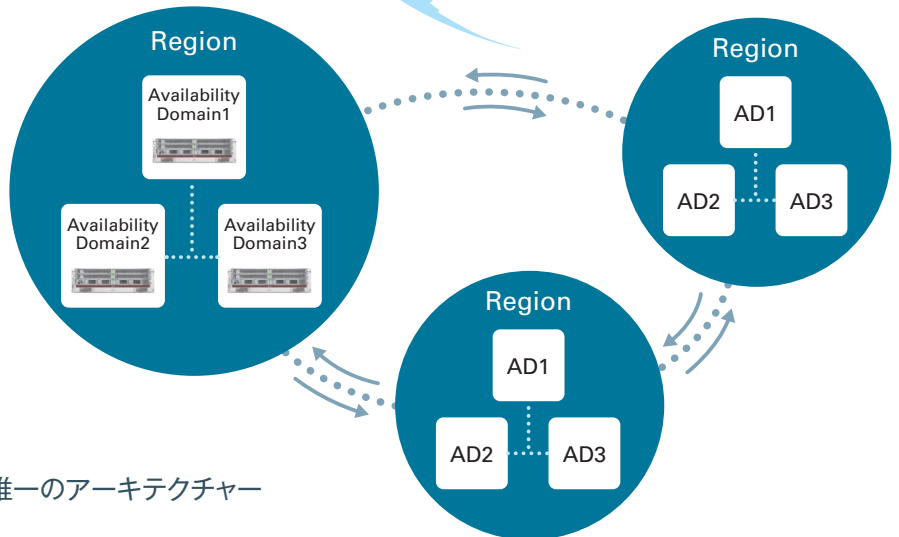 Region
Availability
Domain1
Availability
Domain2
Availability
Domain3
Region
AD1
AD2
AD3
Region
AD1
AD2
AD3
唯一のアーキテクチャー